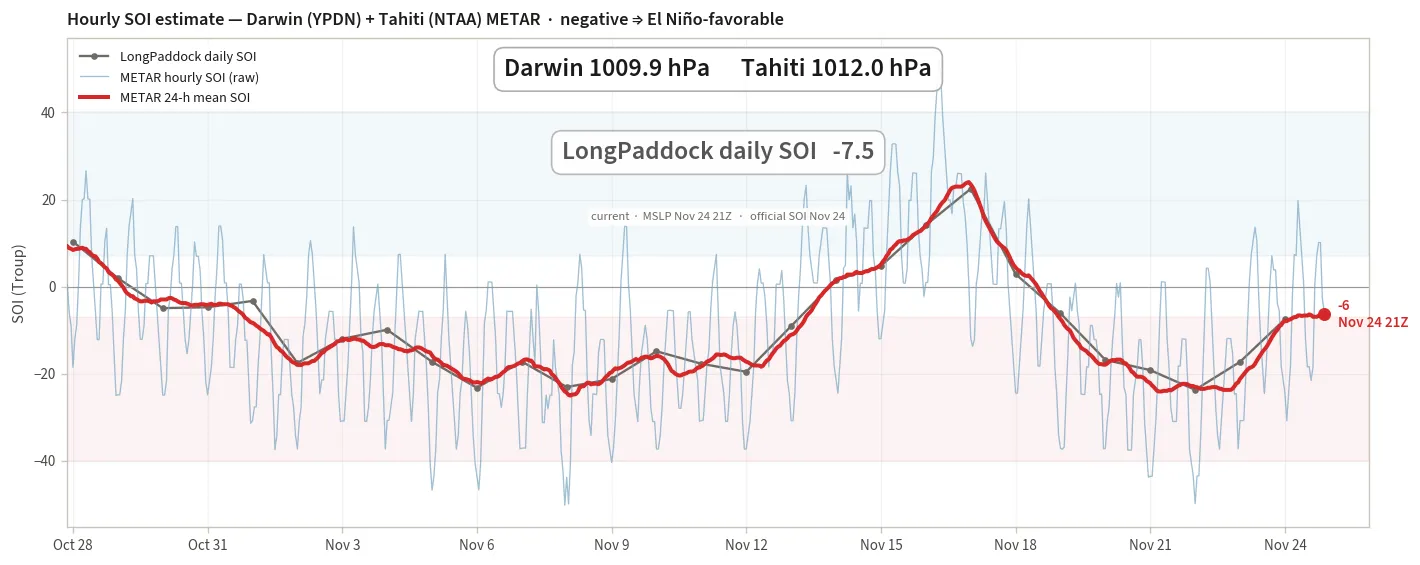 Hourly SOI estimate — Darwin (YPDN) + Tahiti (NTAA) METAR · negative ⇒ El Niño-favorable
LongPaddock daily SOI
METAR hourly SOI (raw)
METAR 24-h mean SOI
Darwin 1009.9 hPa Tahiti 1012.0 hPa
LongPaddock daily SOI -7.5
current · MSLP Nov 24 21Z · official SOI Nov 24
SOI (Troup)
40
20
0
−20
−40
-6
Nov 24 21Z
Oct 28 Oct 31 Nov 3 Nov 6 Nov 9 Nov 12 Nov 15 Nov 18 Nov 21 Nov 24